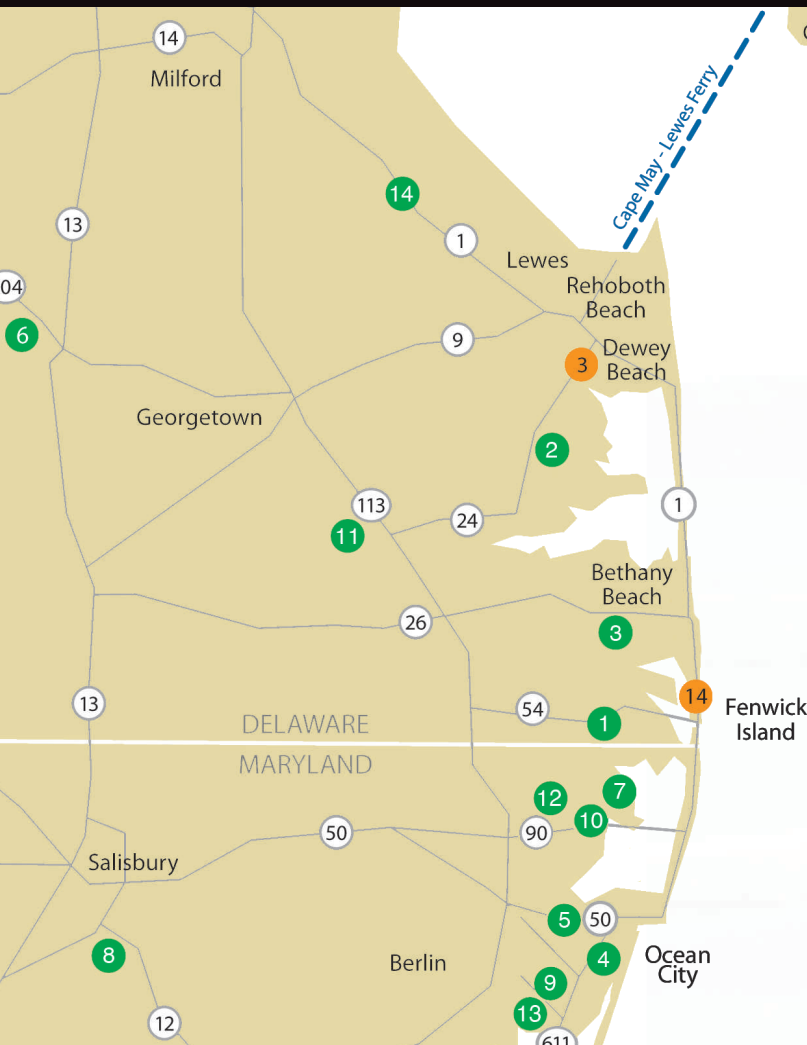 14
Milford
Cape May - Lewes Ferry
14
13
1
Lewes
Rehoboth
Beach
04
6
9
Dewey
Beach
3
Georgetown
2
113
24
1
11
Bethany
Beach
26
3
13
54
14
1
Fenwick
Island
DELAWARE
MARYLAND
12
7
10
50
90
Salisbury
5
50
8
Berlin
4
Ocean
City
9
13
12
611